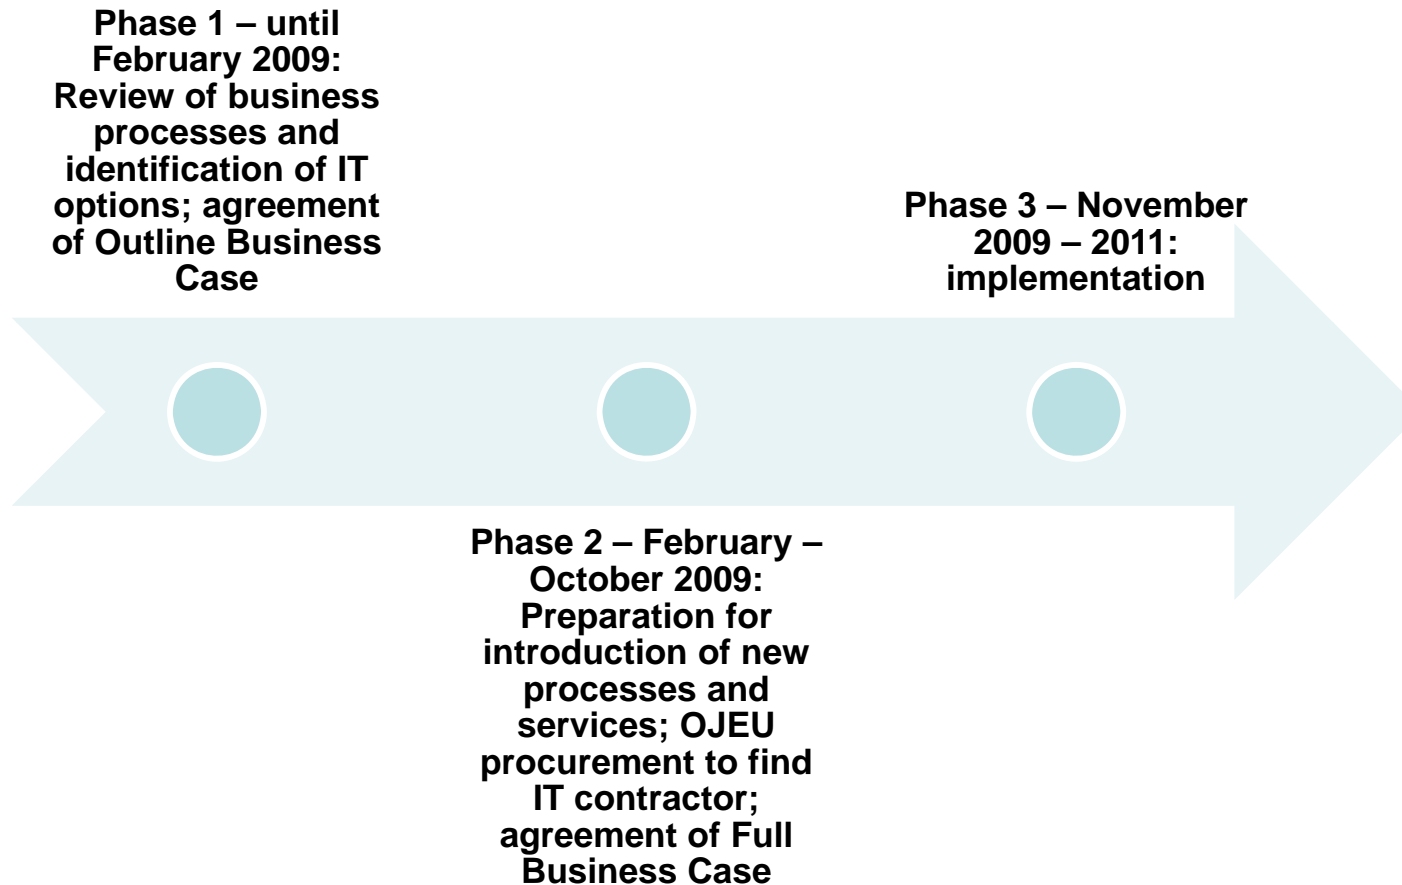 Phase 1 – until
February 2009:
Review of business
processes and
identification of IT
options; agreement
of Outline Business
Case
Phase 2 – February –
October 2009:
Preparation for
introduction of new
processes and
services; OJEU
procurement to find
IT contractor;
agreement of Full
Business Case
Phase 3 – November
2009 – 2011:
implementation